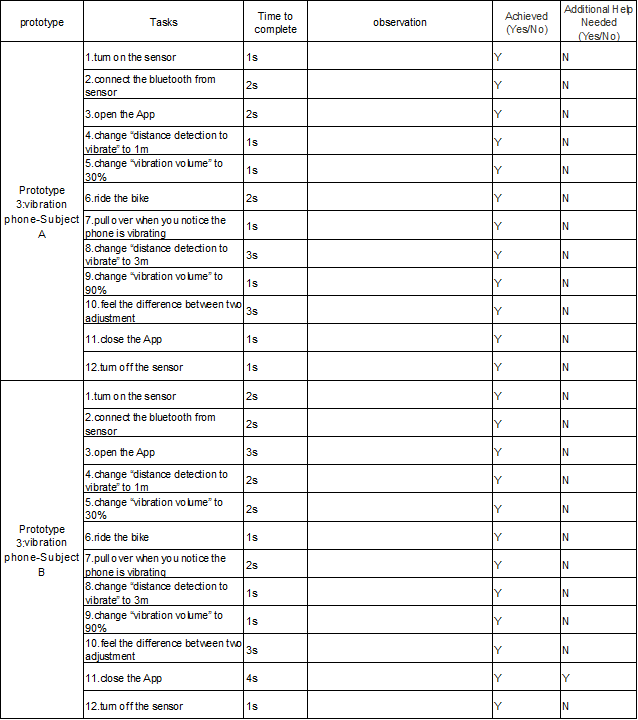 prototype Tasks Time to complete observation Achieved (Yes/No) Additional Help Needed (Yes/No)
Prototype 3:vibration phone-Subject A
1.turn on the sensor 1s Y N
2.connect the bluetooth from sensor 2s Y N
3.open the App 2s Y N
4.change “distance detection to vibrate” to 1m 1s Y N
5.change “vibration volume” to 30% 1s Y N
6.ride the bike 2s Y N
7.pull over when you notice the phone is vibrating 1s Y N
8.change “distance detection to vibrate” to 3m 3s Y N
9.change “vibration volume” to 90% 1s Y N
10.feel the difference between two adjustment 3s Y N
11.close the App 1s Y N
12.turn off the sensor 1s Y N
Prototype 3:vibration phone-Subject B
1.turn on the sensor 2s Y N
2.connect the bluetooth from sensor 2s Y N
3.open the App 3s Y N
4.change “distance detection to vibrate” to 1m 2s Y N
5.change “vibration volume” to 30% 2s Y N
6.ride the bike 1s Y N
7.pull over when you notice the phone is vibrating 2s Y N
8.change “distance detection to vibrate” to 3m 1s Y N
9.change “vibration volume” to 90% 1s Y N
10.feel the difference between two adjustment 3s Y N
11.close the App 4s Y Y
12.turn off the sensor 1s Y N